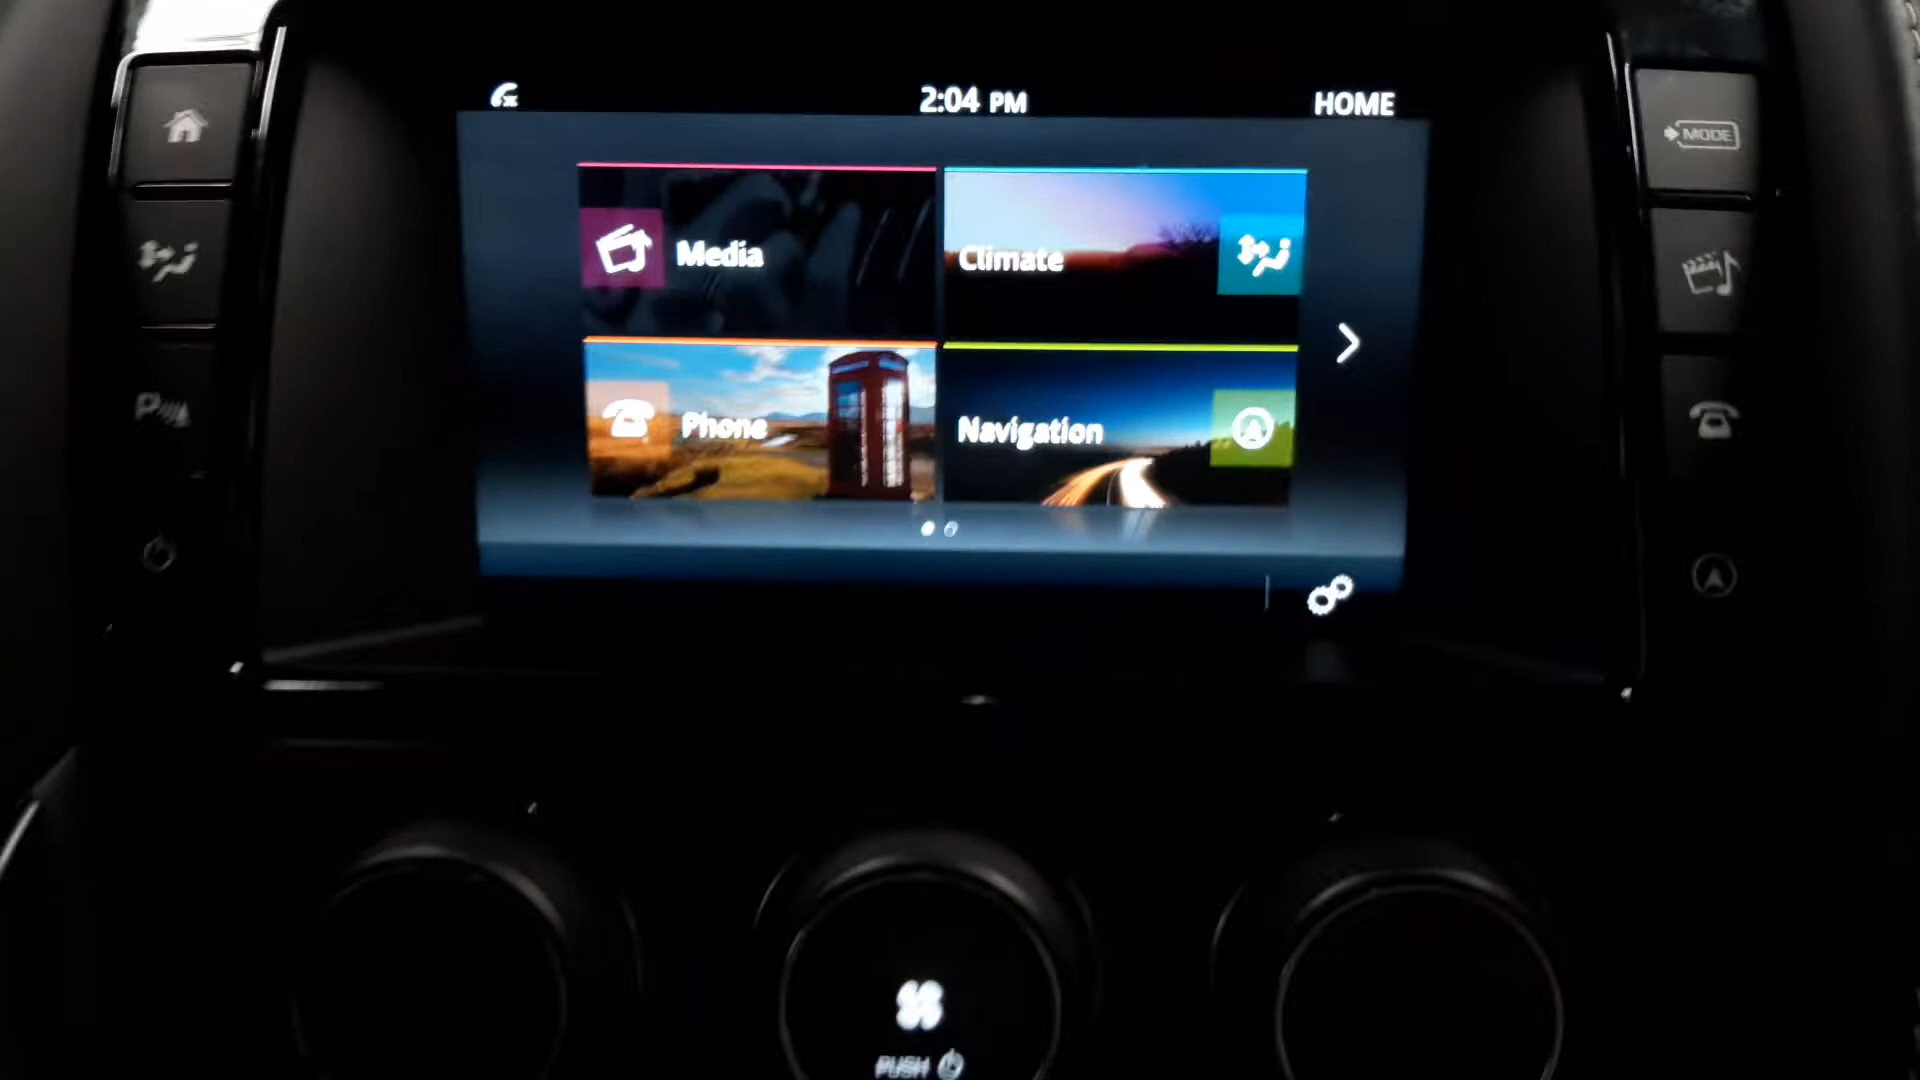 2:04 PM
HOME
MODE
Media
Climate
Phone
Navigation
P
PUSH